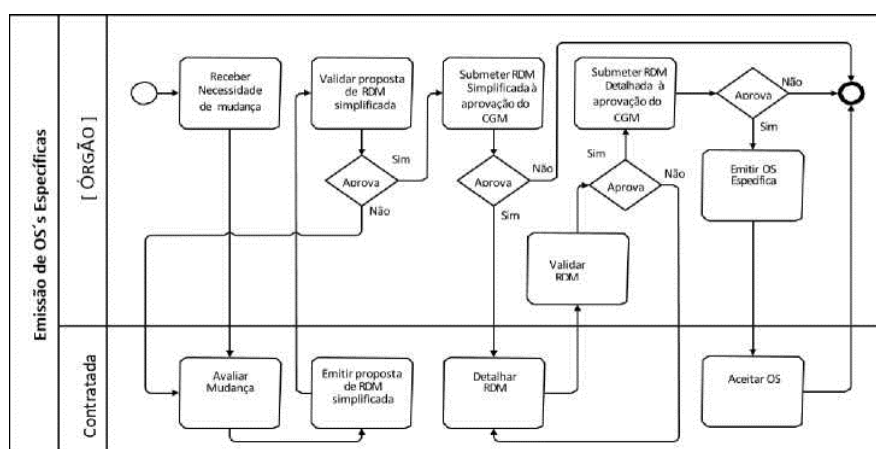 Emissão de OS´s Específicas
[ ÓRGÃO ]
Receber
Necessidade
de mudança
Validar proposta
de RDM
simplificada
Submeter RDM
Simplificada à
aprovação do
CGM
Submeter RDM
Detalhada à
aprovação do
CGM
Aprova
Não
Sim
Emitir OS
Específica
Aprova
Sim
Não
Aprova
Não
Sim
Aprova
Sim
Não
Validar
RDM
Contratada
Avaliar
Mudança
Emitir proposta
de RDM
simplificada
Detalhar
RDM
Aceitar OS